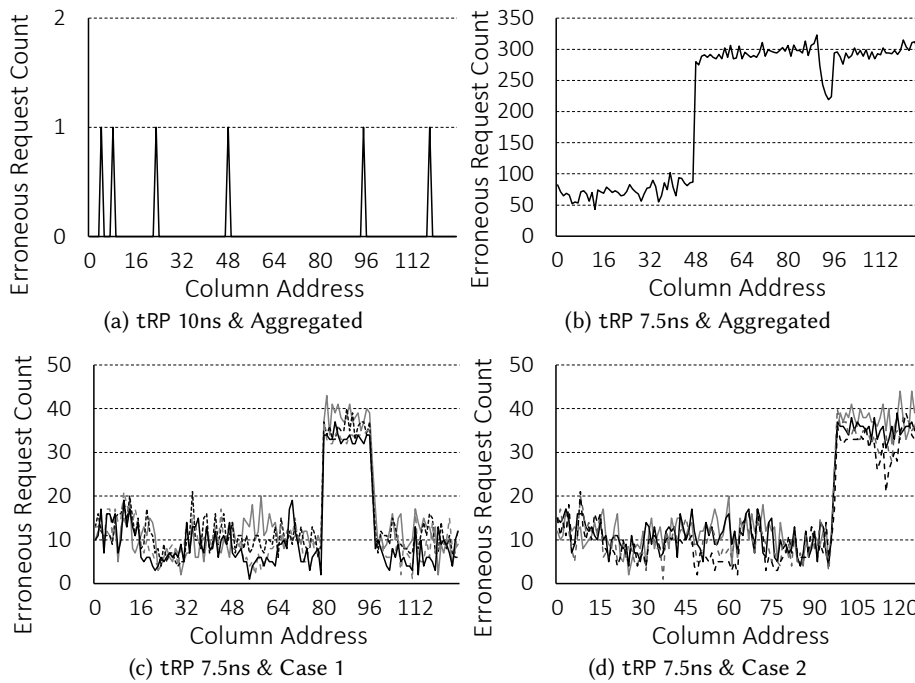 Erroneous Request Count
2
1
0
0 16 32 48 64 80 96 112
Column Address
(a) tRP 10ns & Aggregated
Erroneous Request Count
350
300
250
200
150
100
50
0
0 16 32 48 64 80 96 112
Column Address
(b) tRP 7.5ns & Aggregated
Erroneous Request Count
50
40
30
20
10
0
0 16 32 48 64 80 96 112
Column Address
(c) tRP 7.5ns & Case 1
Erroneous Request Count
50
40
30
20
10
0
0 15 30 45 60 75 90 105 120
Column Address
(d) tRP 7.5ns & Case 2